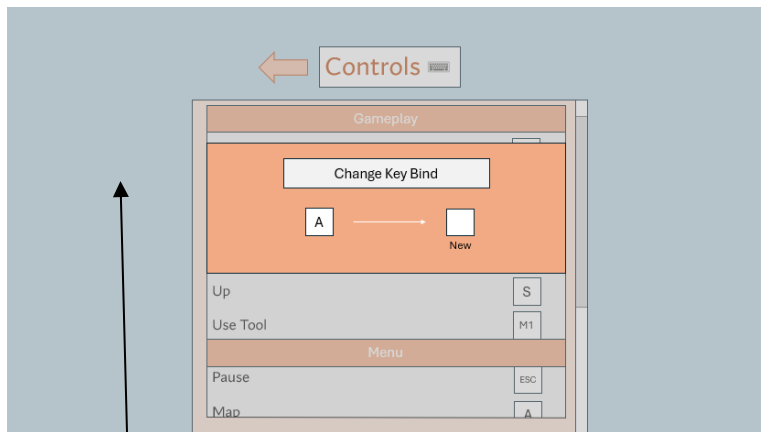 Controls
Gameplay
Change Key Bind
A
New
Up S
Use Tool M1
Menu
Pause ESC
Map A